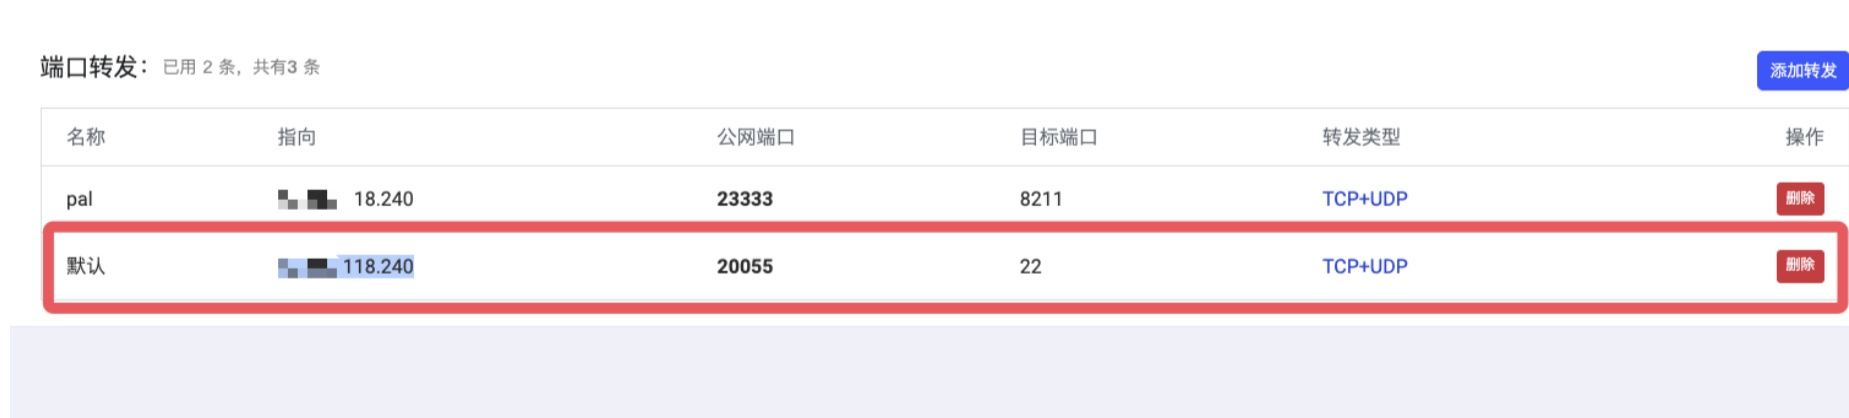 端口转发： 已用 2 条，共有3 条
添加转发
名称 指向 公网端口 目标端口 转发类型 操作
pal 18.240 23333 8211 TCP+UDP 删除
默认 118.240 20055 22 TCP+UDP 删除